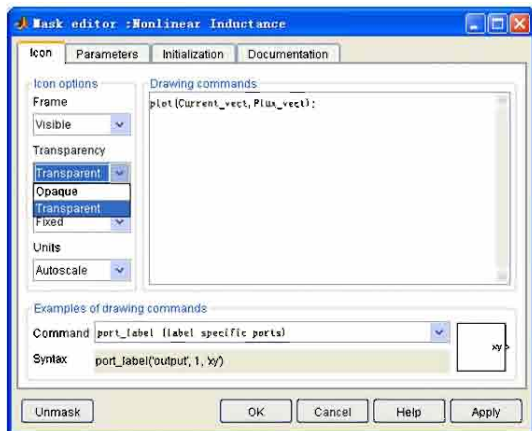 Mask editor :Nonlinear Inductance
Icon Parameters Initialization Documentation
Icon options
Frame
Visible
Transparency
Transparent
Opaque
Transparent
Fixed
Units
Autoscale
Drawing commands
plot(Current_vect, Flux_vect);
Examples of drawing commands
Command port_label (label specific ports)
Syntax port_label('output', 1, 'xy')
xy
Unmask OK Cancel Help Apply